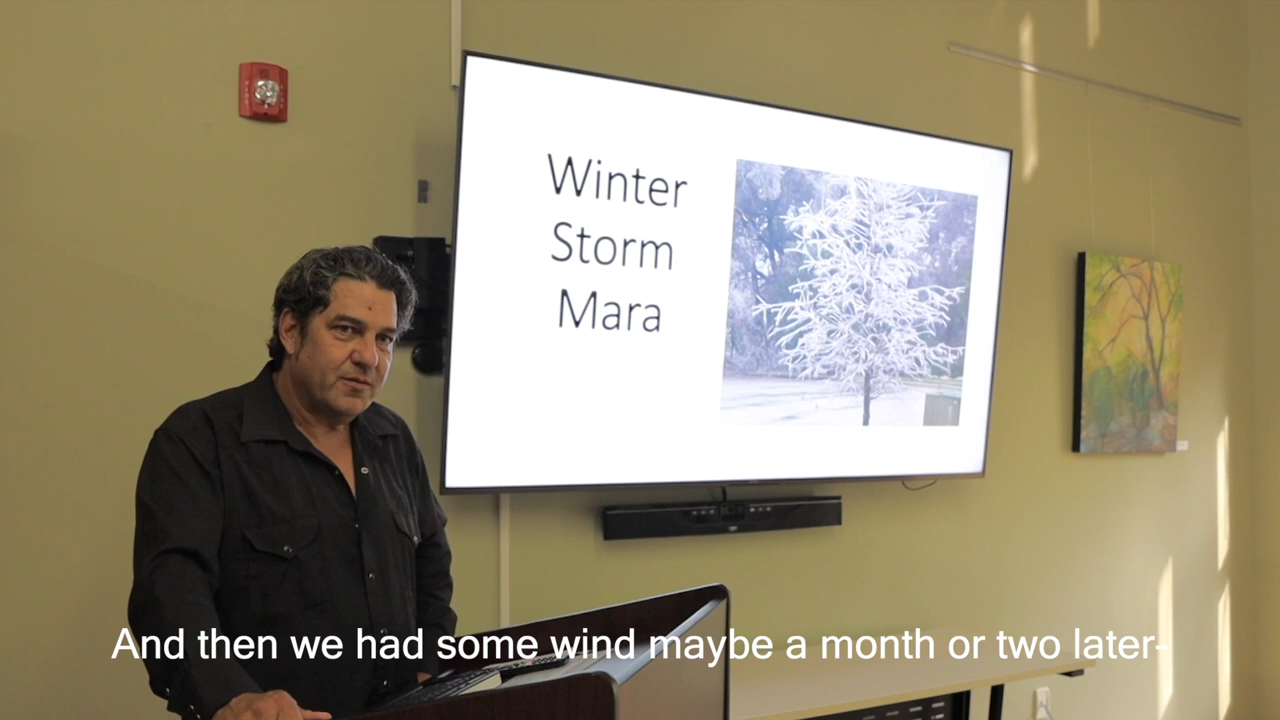 Winter
Storm
Mara
And then we had some wind maybe a month or two later-